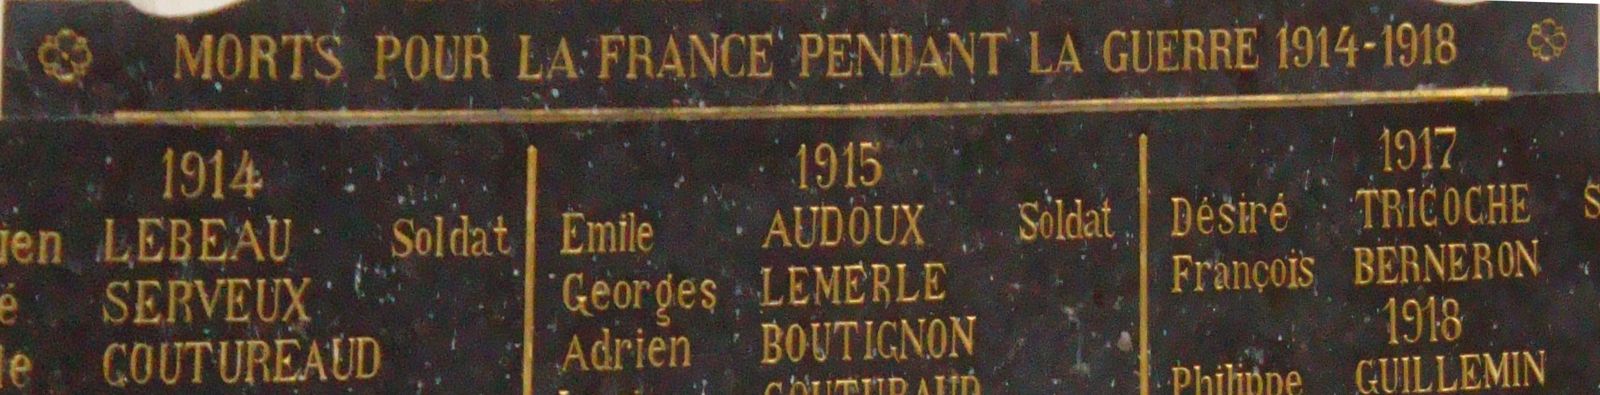 MORTS POUR LA FRANCE PENDANT LA GUERRE 1914-1918
1914
LEBEAU Soldat
SERVEUX
COUTUREAUD
1915
Emile AUDOUX Soldat
Georges LEMERLE
Adrien BOUTIGNON
1917
Désiré TRICOCHE
François BERNERON
1918
Philippe GUILLEMIN